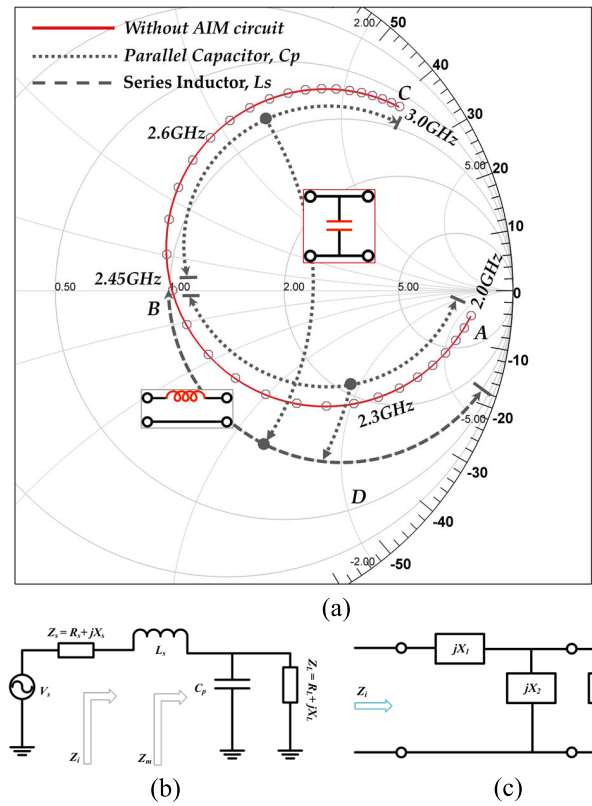 Without AIM circuit
Parallel Capacitor, Cp
Series Inductor, Ls
2.00
50
40
30
5.00
20
10
0
-10
-20
-30
-40
-50
-5.00
-2.00
C
3.0GHz
2.6GHz
2.45GHz
0.50
1.00
2.00
5.00
B
2.0GHz
A
2.3GHz
D
(a)
Zs = Rs + jXs
Ls
Vs
Cp
ZL = RL + jXL
Zi
Zm
(b)
jX1
jX2
Zi
(c)